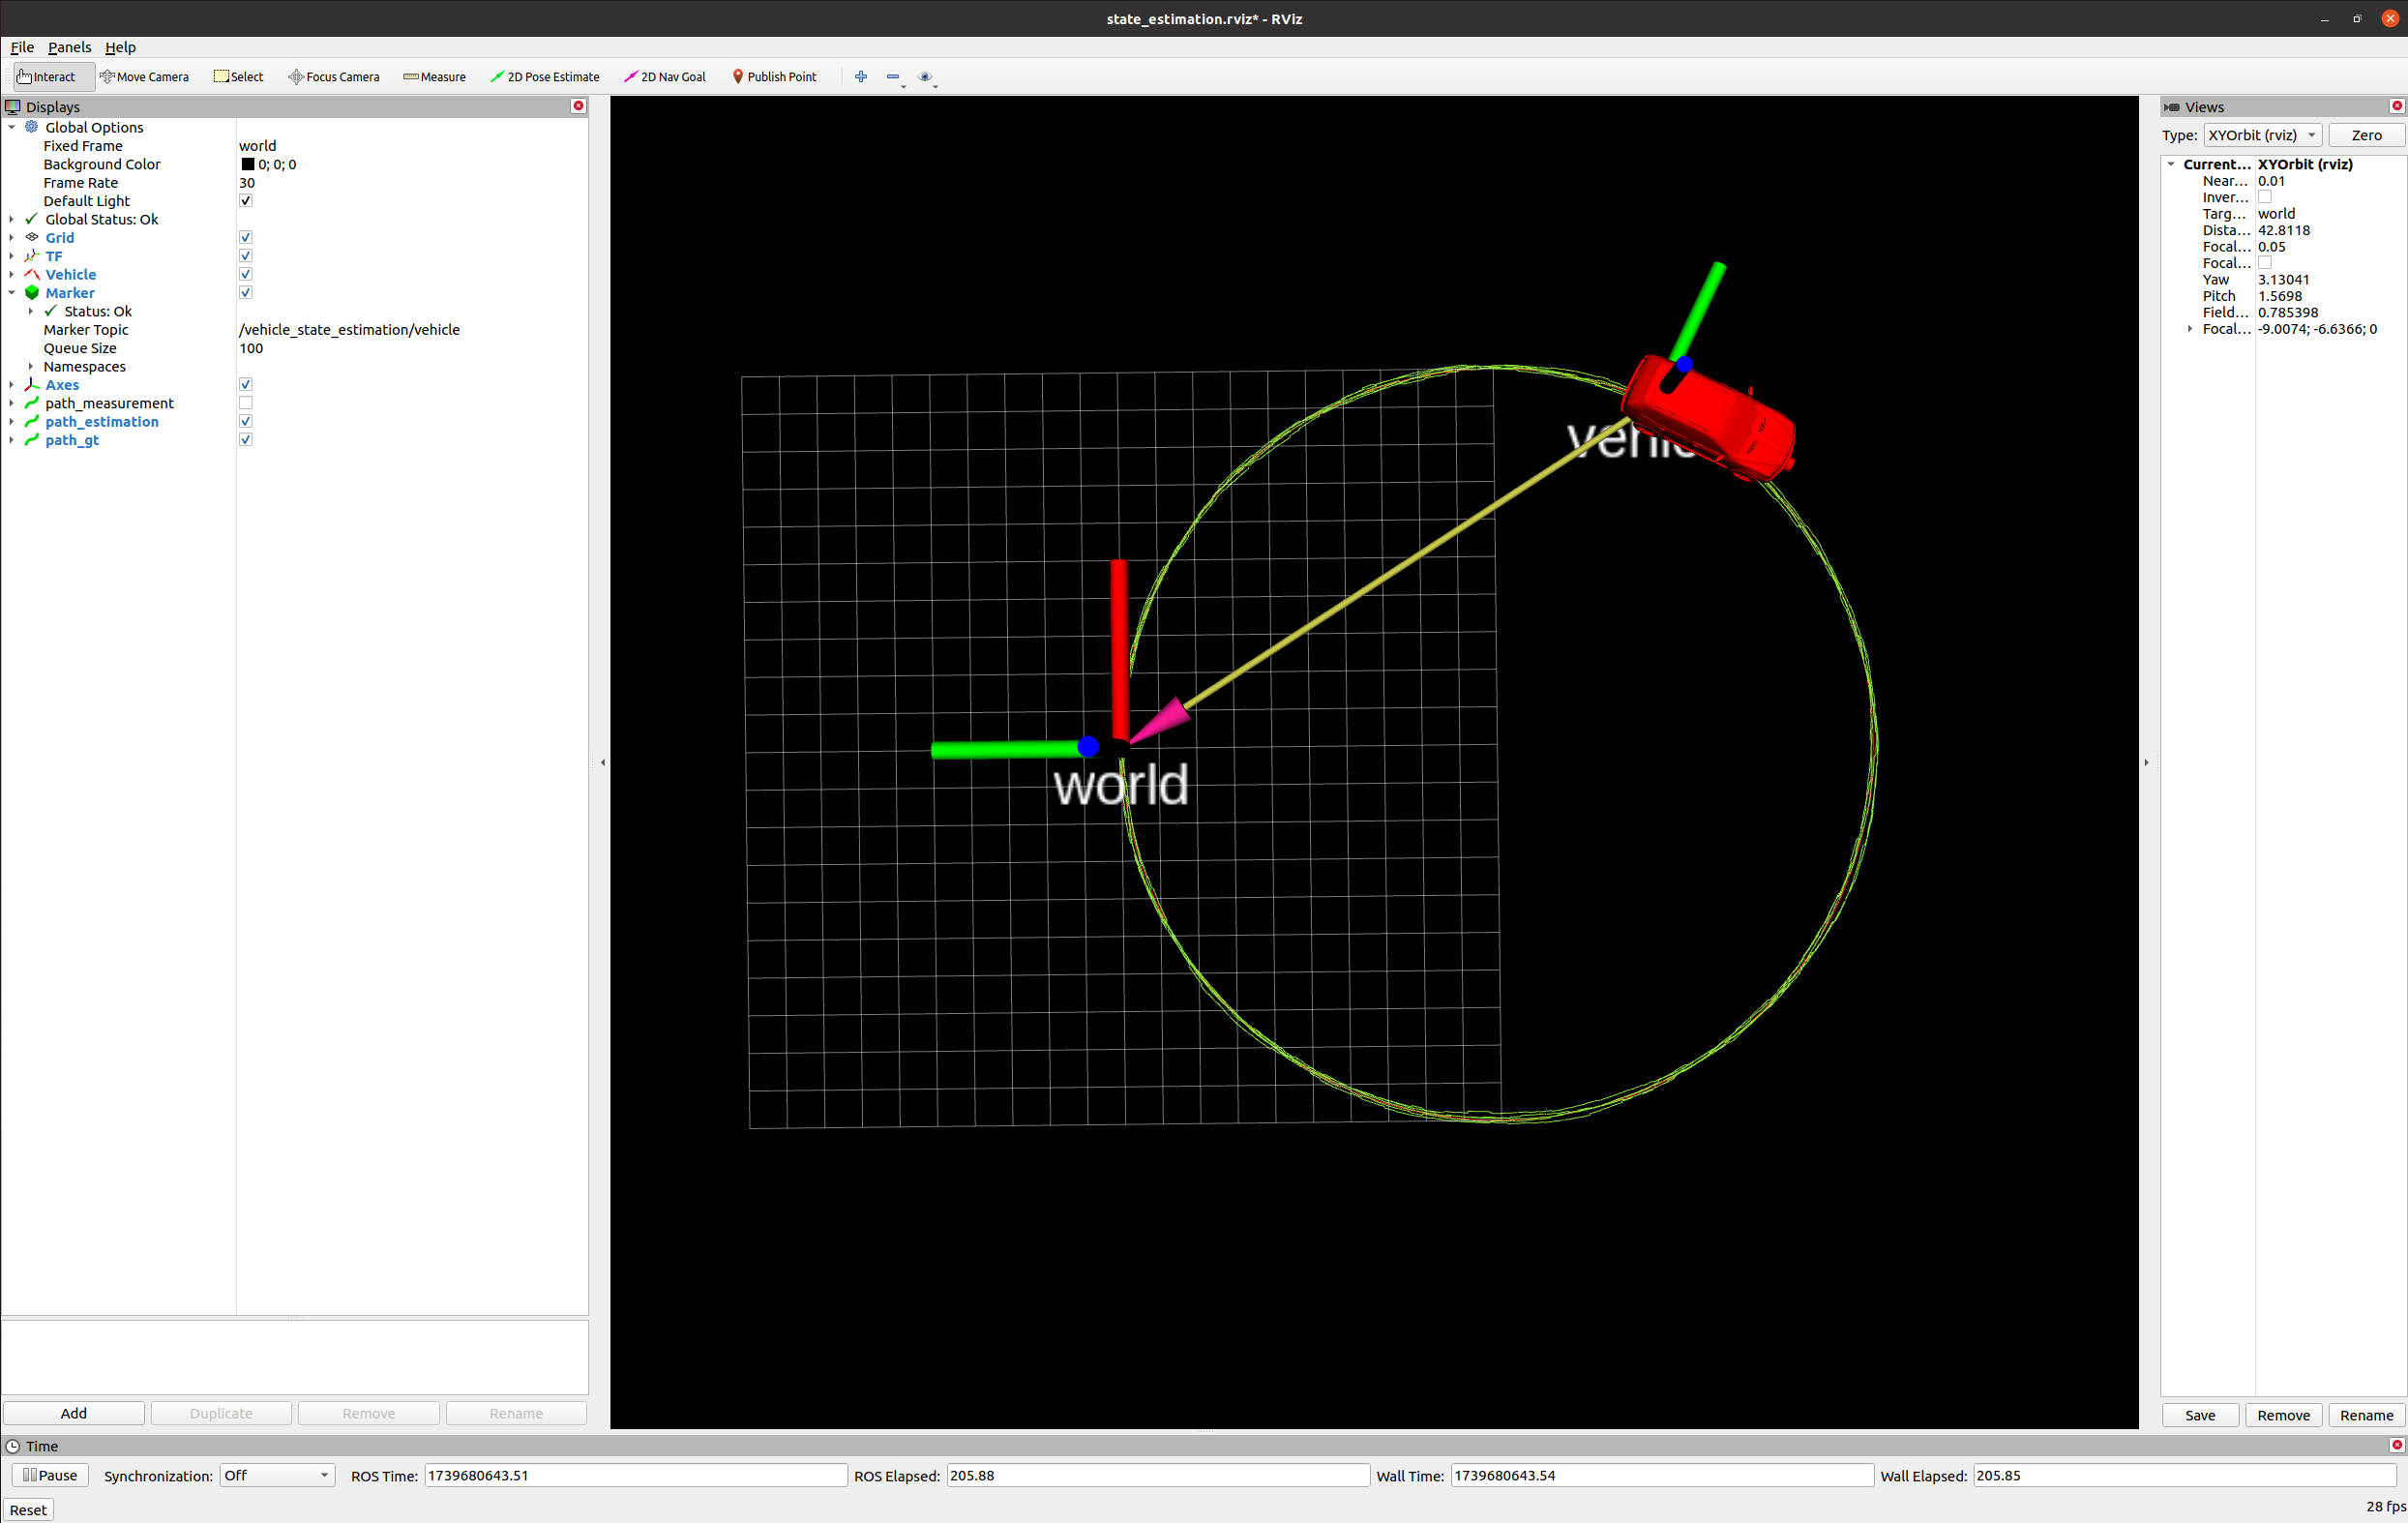 state_estimation.rviz* - RViz
File Panels Help
Interact Move Camera Select Focus Camera Measure 2D Pose Estimate 2D Nav Goal Publish Point
Displays
Global Options
Fixed Frame world
Background Color 0; 0; 0
Frame Rate 30
Default Light
Global Status: Ok
Grid
TF
Vehicle
Marker
Status: Ok
Marker Topic /vehicle_state_estimation/vehicle
Queue Size 100
Namespaces
Axes
path_measurement
path_estimation
path_gt
Add Duplicate Remove Rename
vehic
world
Views
Type: XYOrbit (rviz) Zero
Current... XYOrbit (rviz)
Near... 0.01
Inver...
Targ... world
Dista... 42.8118
Focal... 0.05
Focal...
Yaw 3.13041
Pitch 1.5698
Field... 0.785398
Focal... -9.0074; -6.6366; 0
Save Remove Rename
Time
Pause Synchronization: Off ROS Time: 1739680643.51 ROS Elapsed: 205.88 Wall Time: 1739680643.54 Wall Elapsed: 205.85
Reset 28 fps